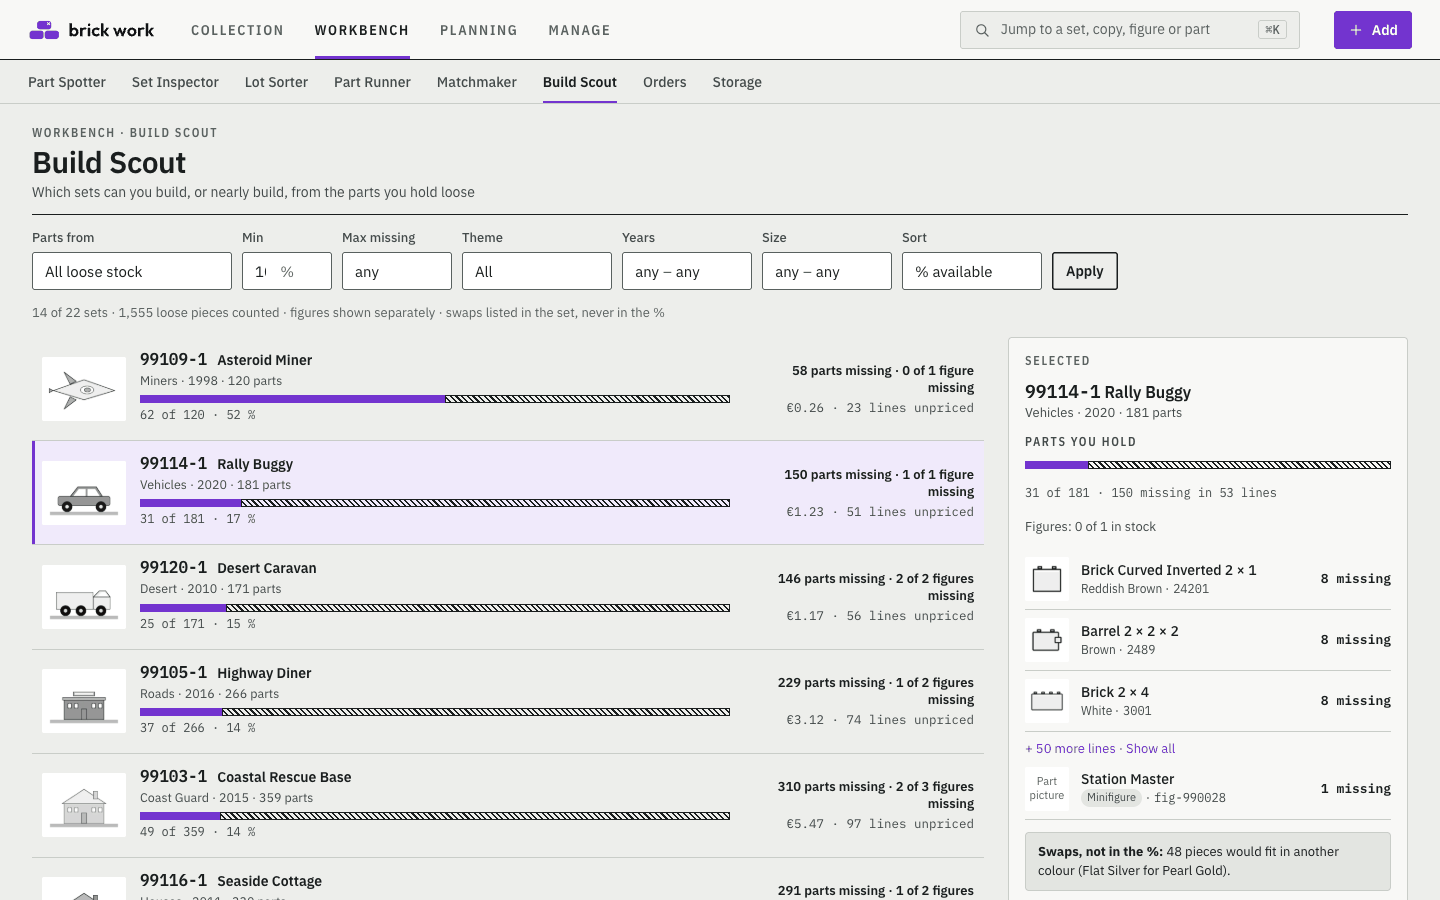 brick work
COLLECTION
WORKBENCH
PLANNING
MANAGE
Jump to a set, copy, figure or part
⌘K
+ Add
Part Spotter
Set Inspector
Lot Sorter
Part Runner
Matchmaker
Build Scout
Orders
Storage
WORKBENCH · BUILD SCOUT
Build Scout
Which sets can you build, or nearly build, from the parts you hold loose
Parts from
Min
Max missing
Theme
Years
Size
Sort
All loose stock
%
any
All
any – any
any – any
% available
Apply
14 of 22 sets · 1,555 loose pieces counted · figures shown separately · swaps listed in the set, never in the %
99109-1 Asteroid Miner
Miners · 1998 · 120 parts
62 of 120 · 52 %
58 parts missing · 0 of 1 figure
missing
€0.26 · 23 lines unpriced
99114-1 Rally Buggy
Vehicles · 2020 · 181 parts
31 of 181 · 17 %
150 parts missing · 1 of 1 figure
missing
€1.23 · 51 lines unpriced
99120-1 Desert Caravan
Desert · 2010 · 171 parts
25 of 171 · 15 %
146 parts missing · 2 of 2 figures
missing
€1.17 · 56 lines unpriced
99105-1 Highway Diner
Roads · 2016 · 266 parts
37 of 266 · 14 %
229 parts missing · 1 of 2 figures
missing
€3.12 · 74 lines unpriced
99103-1 Coastal Rescue Base
Coast Guard · 2015 · 359 parts
49 of 359 · 14 %
310 parts missing · 2 of 3 figures
missing
€5.47 · 97 lines unpriced
99116-1 Seaside Cottage
291 parts missing · 1 of 2 figures
SELECTED
99114-1 Rally Buggy
Vehicles · 2020 · 181 parts
PARTS YOU HOLD
31 of 181 · 150 missing in 53 lines
Figures: 0 of 1 in stock
Brick Curved Inverted 2 × 1
Reddish Brown · 24201
8 missing
Barrel 2 × 2 × 2
Brown · 2489
8 missing
Brick 2 × 4
White · 3001
8 missing
+ 50 more lines · Show all
Part
picture
Station Master
Minifigure · fig-990028
1 missing
Swaps, not in the %: 48 pieces would fit in another
colour (Flat Silver for Pearl Gold).